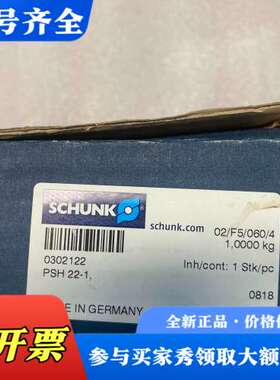 号齐全
SCHUNK
schunk.com
02/F5/060/4
1,0000 kg
0302122
PSH 22-1,
Inh/cont: 1 Stk/pc
0818
E IN GERMANY
开票
全新正品/价格优
参与买家秀领取大额